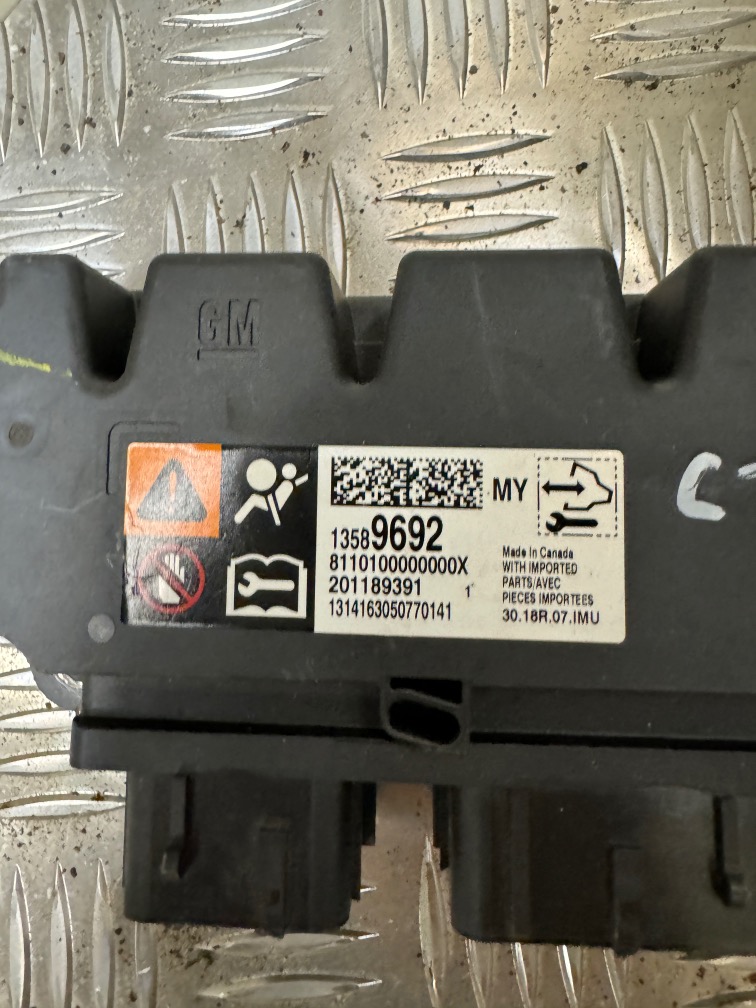 GM
MY
13589692
8110100000000X
201189391 1
1314163050770141
Made In Canada
WITH IMPORTED
PARTS/AVEC
PIECES IMPORTEES
30.18R.07.IMU